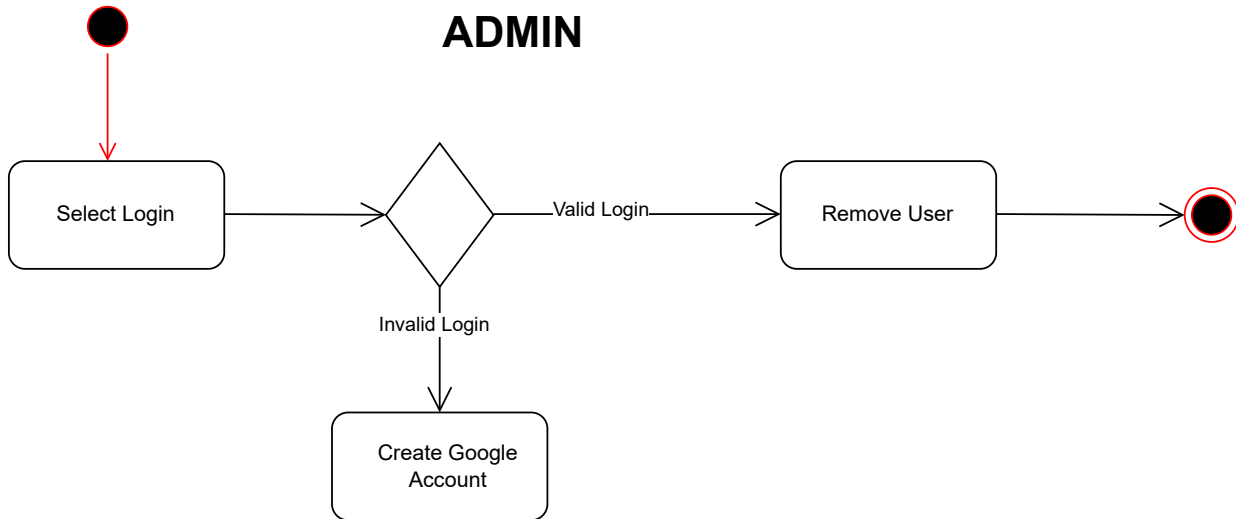 ADMIN
Select Login
Valid Login
Remove User
Invalid Login
Create Google
Account